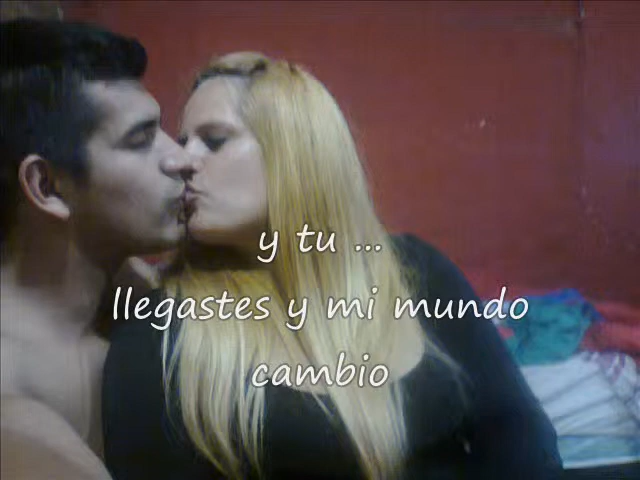 y tu ...
llegastes y mi mundo
cambio